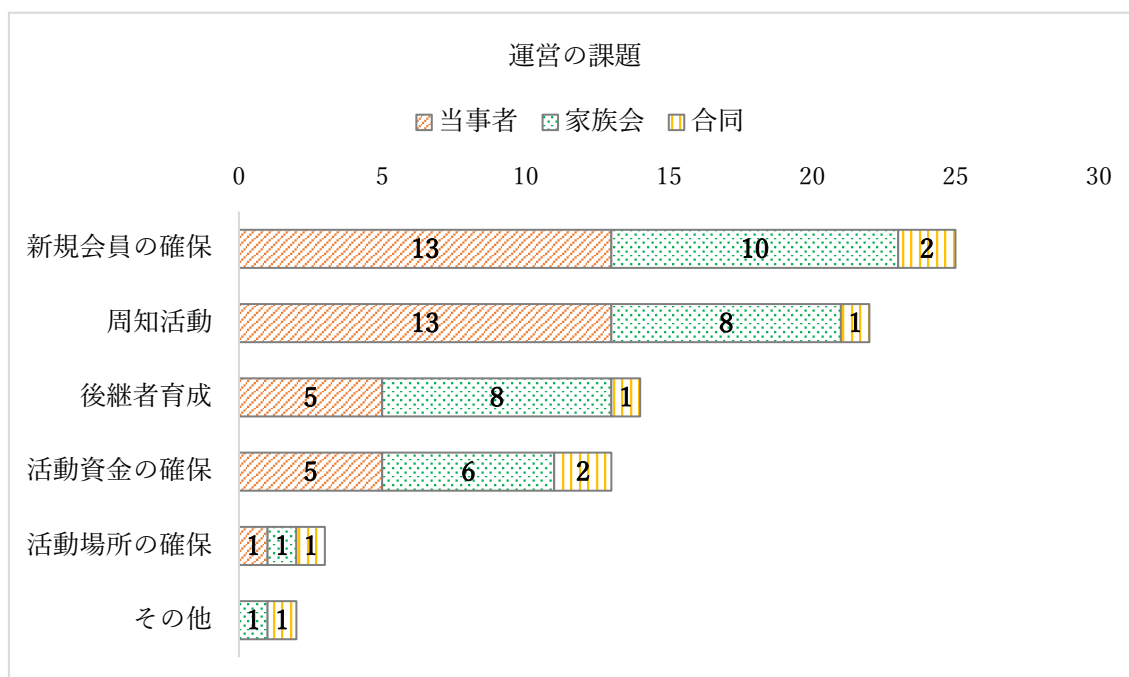 運営の課題
当事者 家族会 合同
0 5 10 15 20 25 30
新規会員の確保 13 10 2
周知活動 13 8 1
後継者育成 5 8 1
活動資金の確保 5 6 2
活動場所の確保 1 1 1
その他 1 1